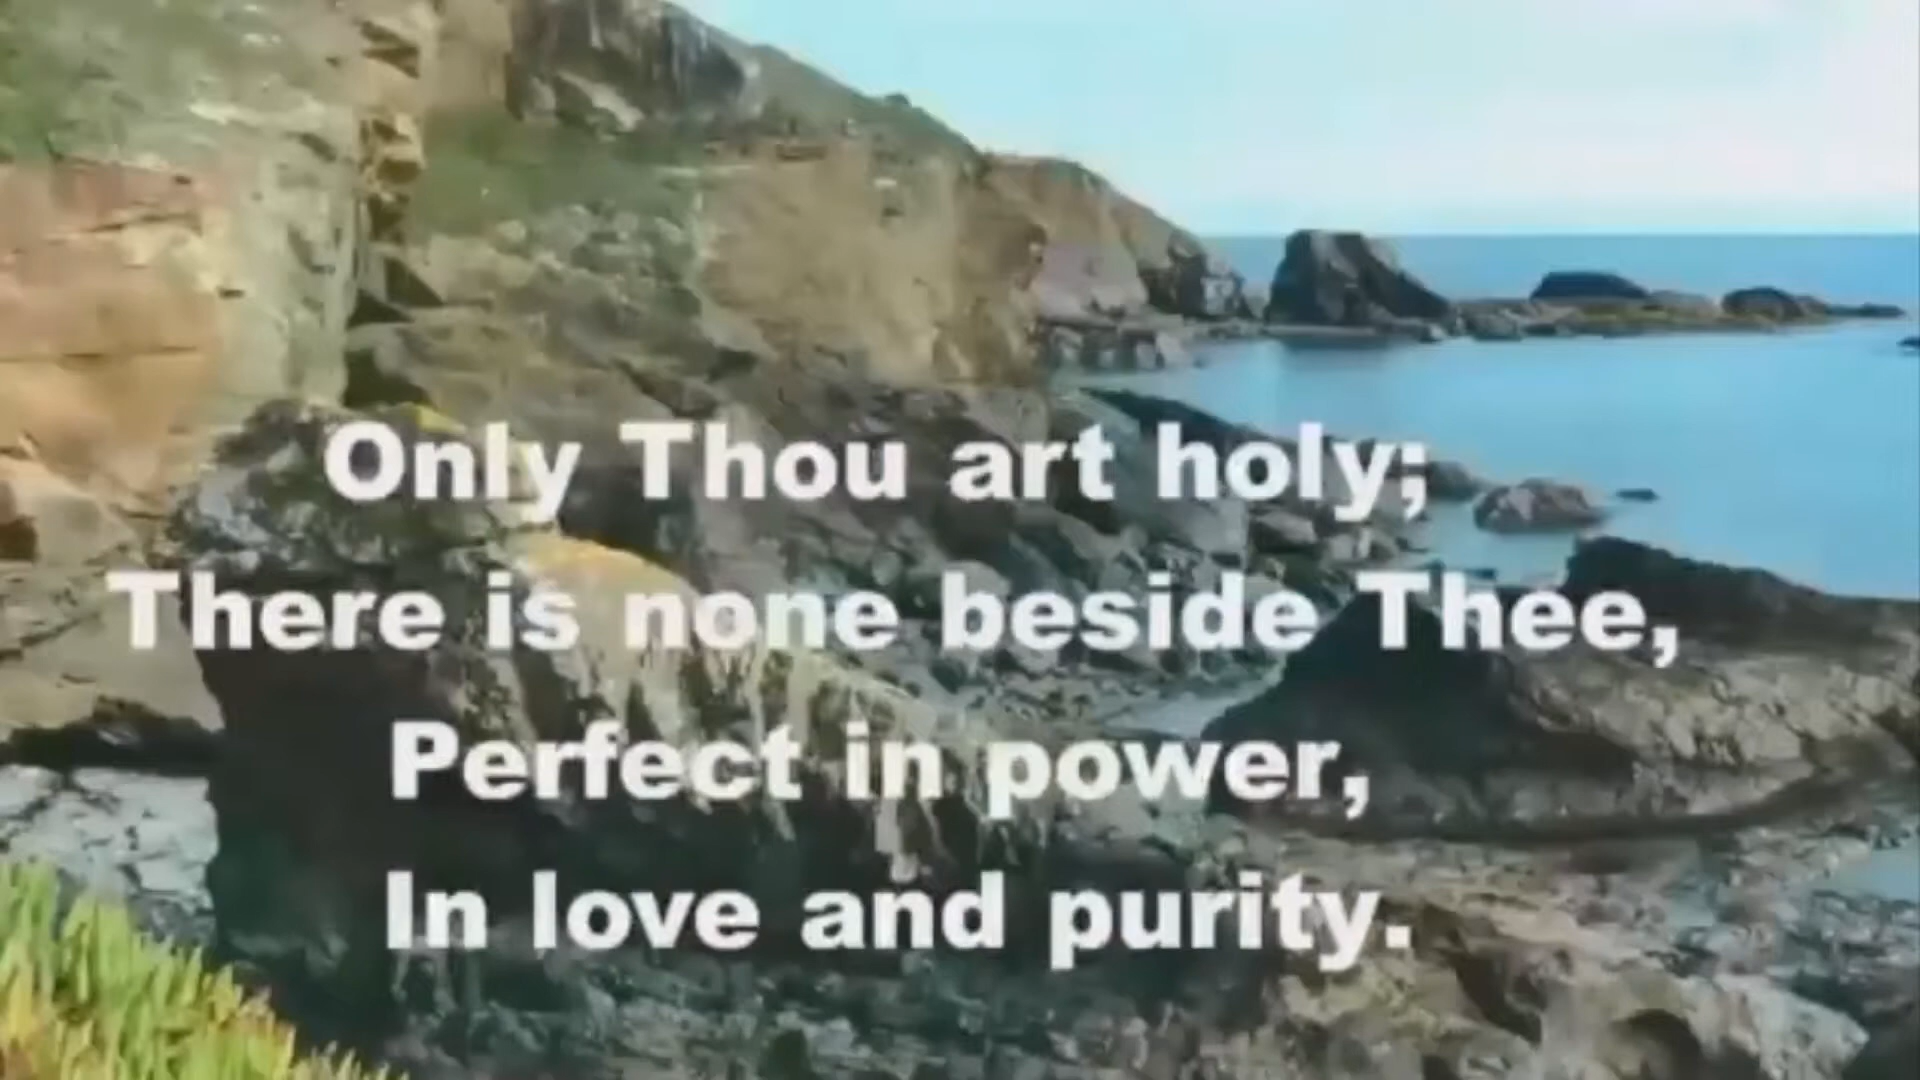 Only Thou art holy;
There is none beside Thee,
Perfect in power,
In love and purity.